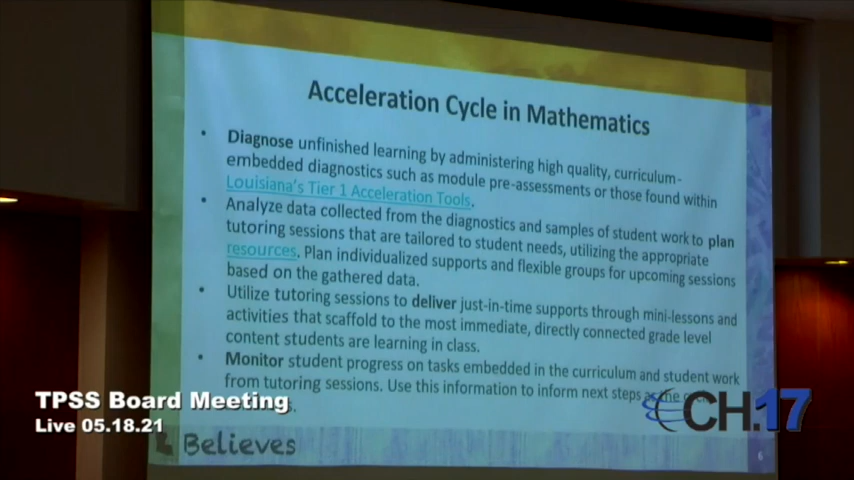 Acceleration Cycle in Mathematics
• Diagnose unfinished learning by administering high quality, curriculum-
embedded diagnostics such as module pre-assessments or those found within
Louisiana's Tier 1 Acceleration Tools.
• Analyze data collected from the diagnostics and samples of student work to plan
tutoring sessions that are tailored to student needs, utilizing the appropriate
resources. Plan individualized supports and flexible groups for upcoming sessions
based on the gathered data.
• Utilize tutoring sessions to deliver just-in-time supports through mini-lessons and
activities that scaffold to the most immediate, directly connected grade level
content students are learning in class.
• Monitor student progress on tasks embedded in the curriculum and student work
from tutoring sessions. Use this information to inform next steps as the
TPSS Board Meeting
Live 05.18.21
CH.17
Believes
6